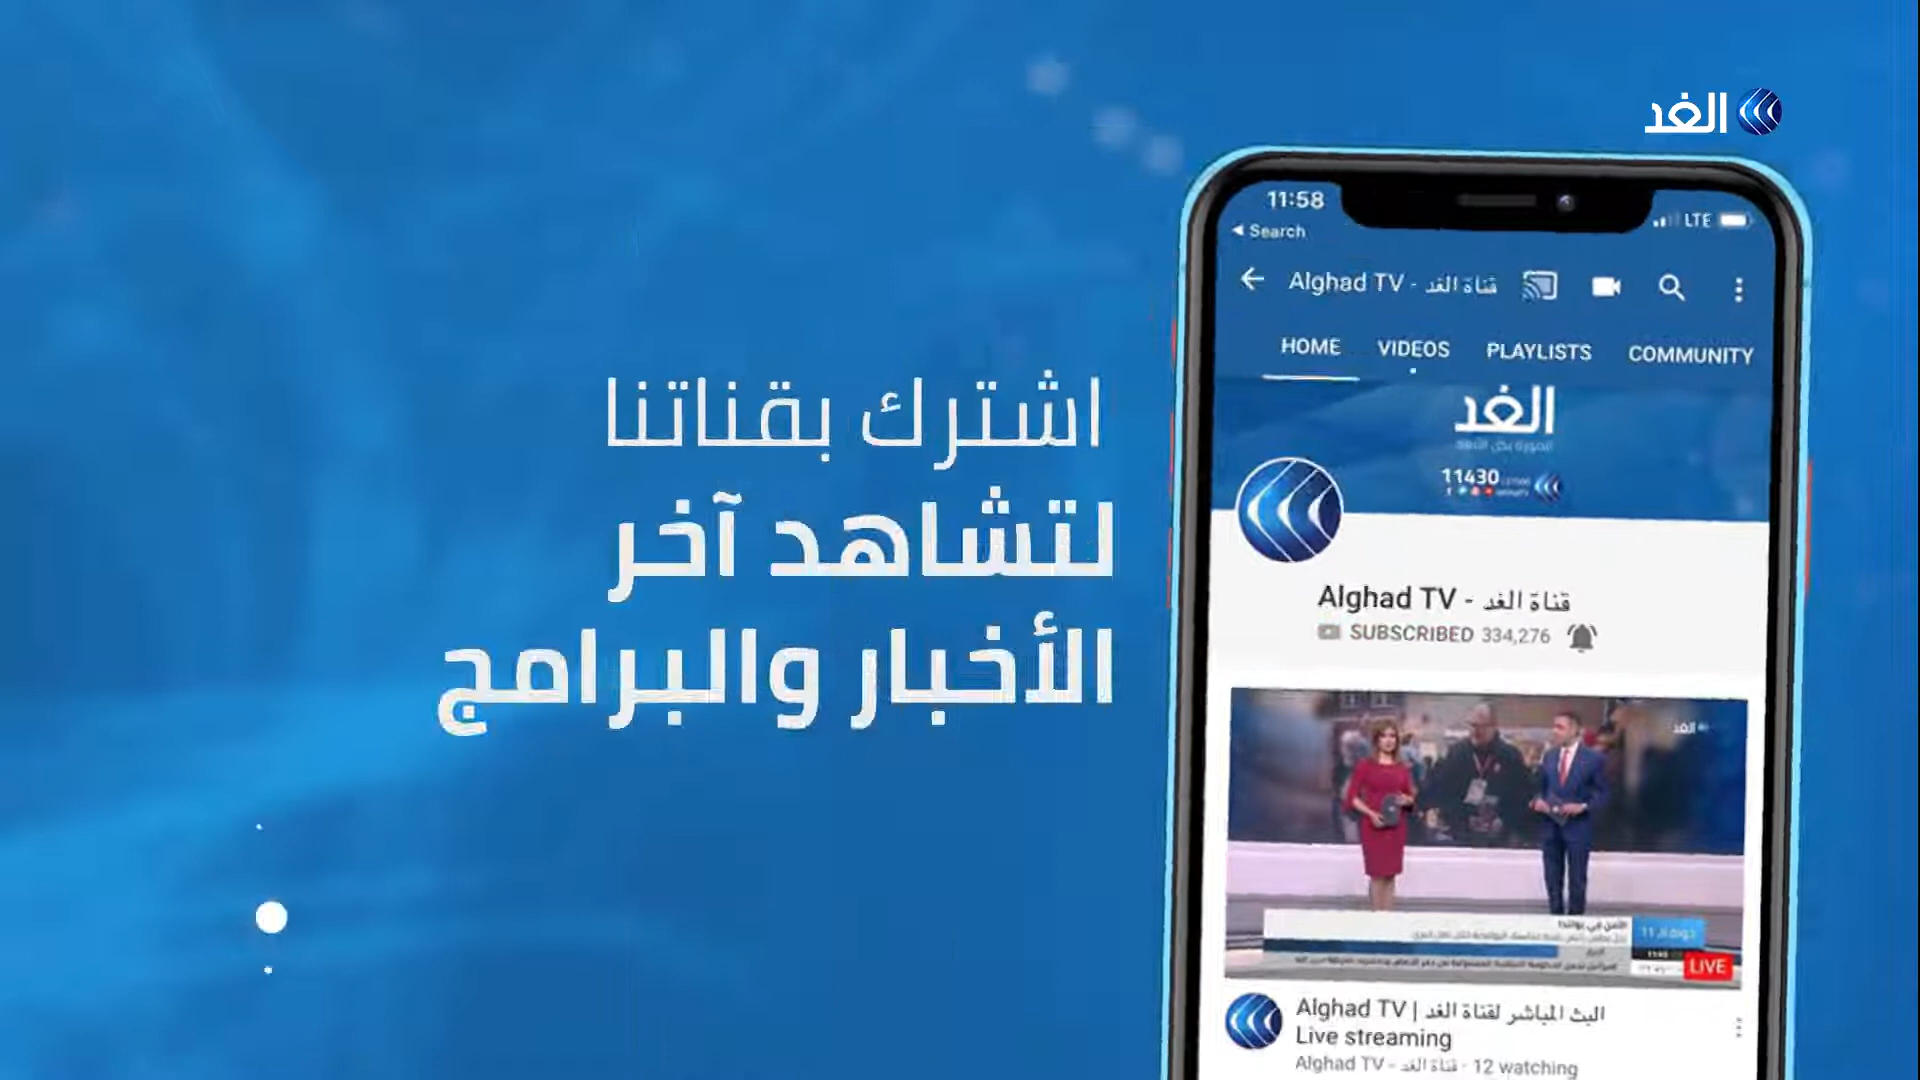 الغد
اشترك بقناتنا
لتشاهد آخر
الأخبار والبرامج
11:58
LTE
Search
Alghad TV - قناة الغد
HOME VIDEOS PLAYLISTS COMMUNITY
الغد
11430
Alghad TV - قناة الغد
SUBSCRIBED 334,276
الغد
LIVE
Alghad TV | البث المباشر لقناة الغد
Live streaming
Alghad TV - قناة الغد · 12 watching